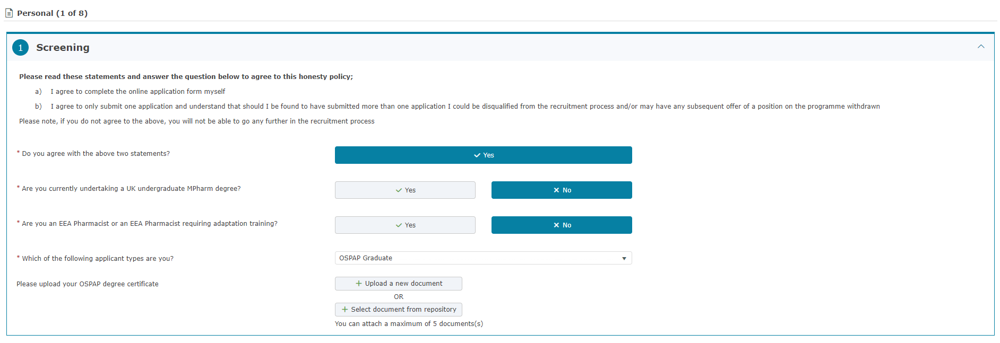 Personal (1 of 8)
1 Screening
Please read these statements and answer the question below to agree to this honesty policy;
a) I agree to complete the online application form myself
b) I agree to only submit one application and understand that should I be found to have submitted more than one application I could be disqualified from the recruitment process and/or may have any subsequent offer of a position on the programme withdrawn
Please note, if you do not agree to the above, you will not be able to go any further in the recruitment process
* Do you agree with the above two statements? Yes
* Are you currently undertaking a UK undergraduate MPharm degree? Yes No
* Are you an EEA Pharmacist or an EEA Pharmacist requiring adaptation training? Yes No
* Which of the following applicant types are you? OSPAP Graduate
Please upload your OSPAP degree certificate + Upload a new document
OR
+ Select document from repository
You can attach a maximum of 5 documents(s)